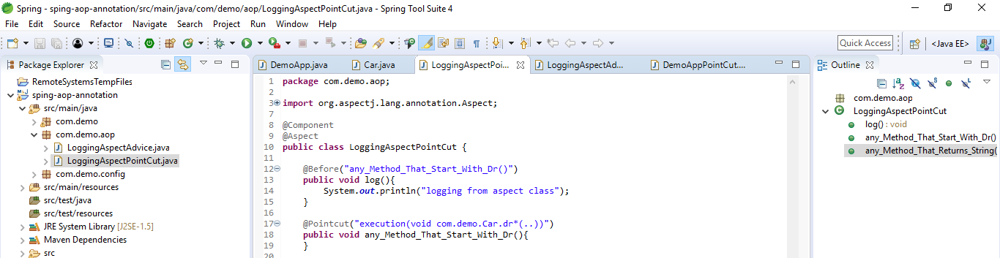 Spring - sping-aop-annotation/src/main/java/com/demo/aop/LoggingAspectPointCut.java - Spring Tool Suite 4
File Edit Source Refactor Navigate Search Project Run Window Help
Quick Access <Java EE>
Package Explorer
RemoteSystemsTempFiles
sping-aop-annotation
src/main/java
com.demo
com.demo.aop
LoggingAspectAdvice.java
LoggingAspectPointCut.java
com.demo.config
src/main/resources
src/test/java
src/test/resources
JRE System Library [J2SE-1.5]
Maven Dependencies
src
DemoApp.java Car.java LoggingAspectPoi... LoggingAspectAd... DemoAppPointCut....
1 package com.demo.aop;
2
3 import org.aspectj.lang.annotation.Aspect;
7
8 @Component
9 @Aspect
10 public class LoggingAspectPointCut {
11
12 @Before("any_Method_That_Start_With_Dr()")
13 public void log(){
14 System.out.println("logging from aspect class");
15 }
16
17 @Pointcut("execution(void com.demo.Car.dr*(..))")
18 public void any_Method_That_Start_With_Dr(){
19 }
20
Outline
com.demo.aop
LoggingAspectPointCut
log() : void
any_Method_That_Start_With_Dr()
any_Method_That_Returns_String(